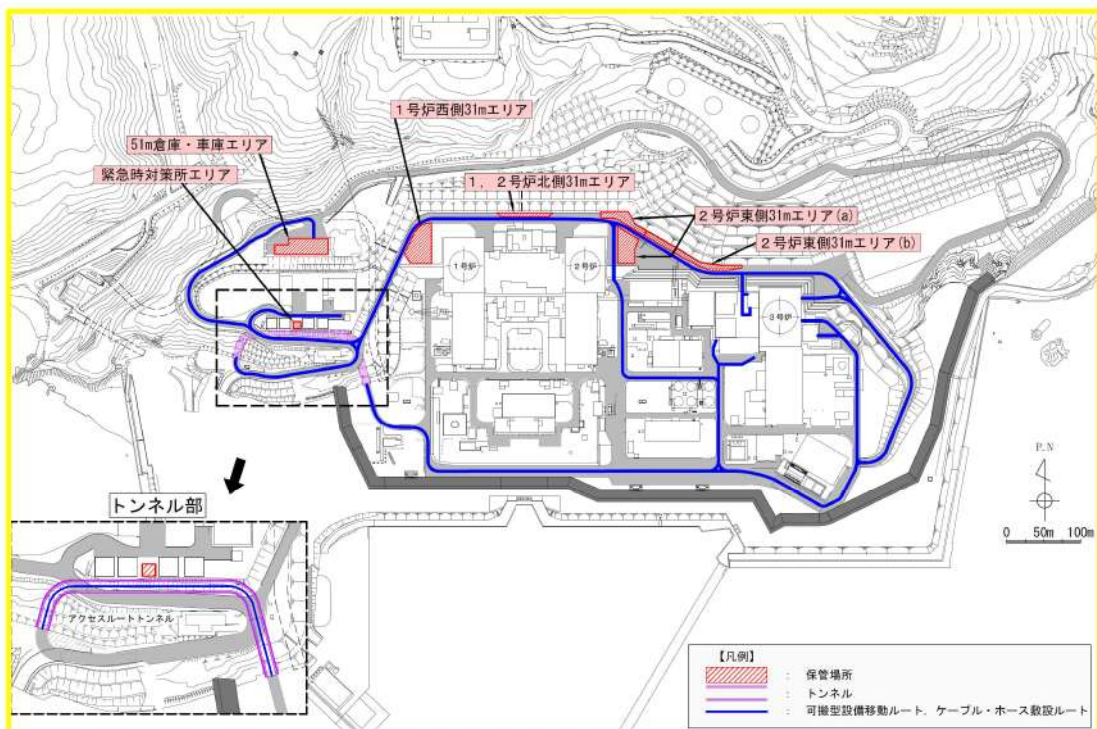 1号炉西側31mエリア
51m倉庫・車庫エリア
緊急時対策所エリア
1,2号炉北側31mエリア
2号炉東側31mエリア(a)
2号炉東側31mエリア(b)
1号炉
2号炉
3号炉
P.N
0 50m 100m
トンネル部
アクセスルートトンネル
【凡例】
: 保管場所
: トンネル
: 可搬型設備移動ルート,ケーブル・ホース敷設ルート